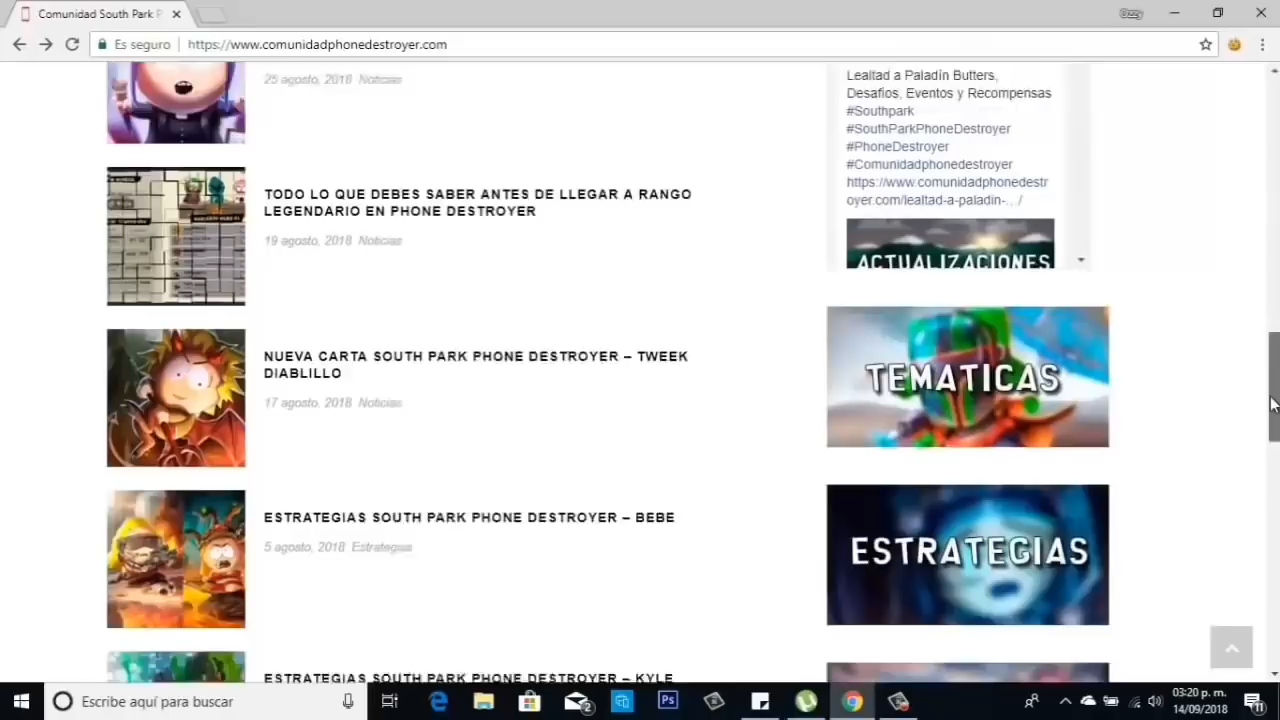 Comunidad South Park P
Ozzy
Es seguro
https://www.comunidadphonedestroyer.com
25 agosto, 2018 Noticias
TODO LO QUE DEBES SABER ANTES DE LLEGAR A RANGO
LEGENDARIO EN PHONE DESTROYER
19 agosto, 2018 Noticias
NUEVA CARTA SOUTH PARK PHONE DESTROYER – TWEEK
DIABLILLO
17 agosto, 2018 Noticias
ESTRATEGIAS SOUTH PARK PHONE DESTROYER – BEBE
5 agosto, 2018 Estrategias
ESTRATEGIAS SOUTH PARK PHONE DESTROYER – KYLE
Lealtad a Paladín Butters,
Desafíos, Eventos y Recompensas
#Southpark
#SouthParkPhoneDestroyer
#PhoneDestroyer
#Comunidadphonedestroyer
https://www.comunidadphonedestr
oyer.com/lealtad-a-paladin-.../
ACTUALIZACIONES
TEMATICAS
ESTRATEGIAS
Escribe aquí para buscar
2
Ps
03:20 p. m.
14/09/2018
11